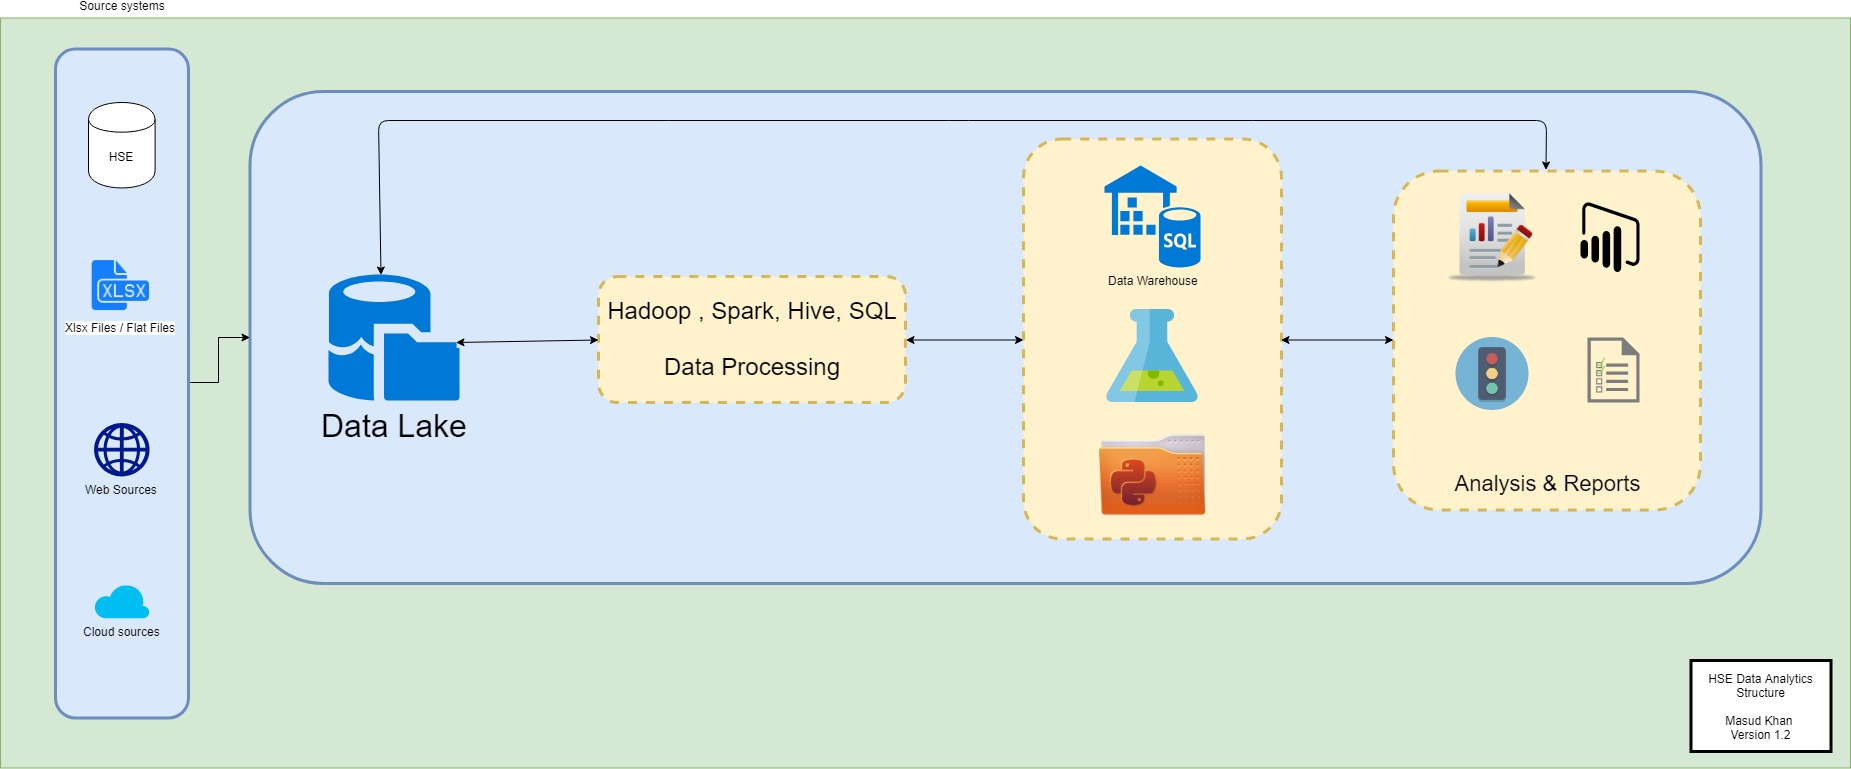 Source systems
HSE
XLSX
Xlsx Files / Flat Files
Web Sources
Cloud sources
Data Lake
Hadoop , Spark, Hive, SQL
Data Processing
SQL
Data Warehouse
Analysis & Reports
HSE Data Analytics
Structure
Masud Khan
Version 1.2